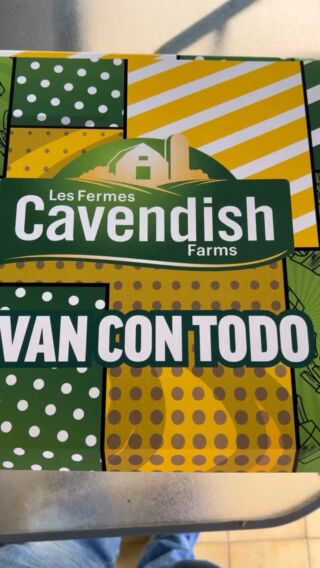 Les Fermes
Cavendish
Farms
VAN CON TODO